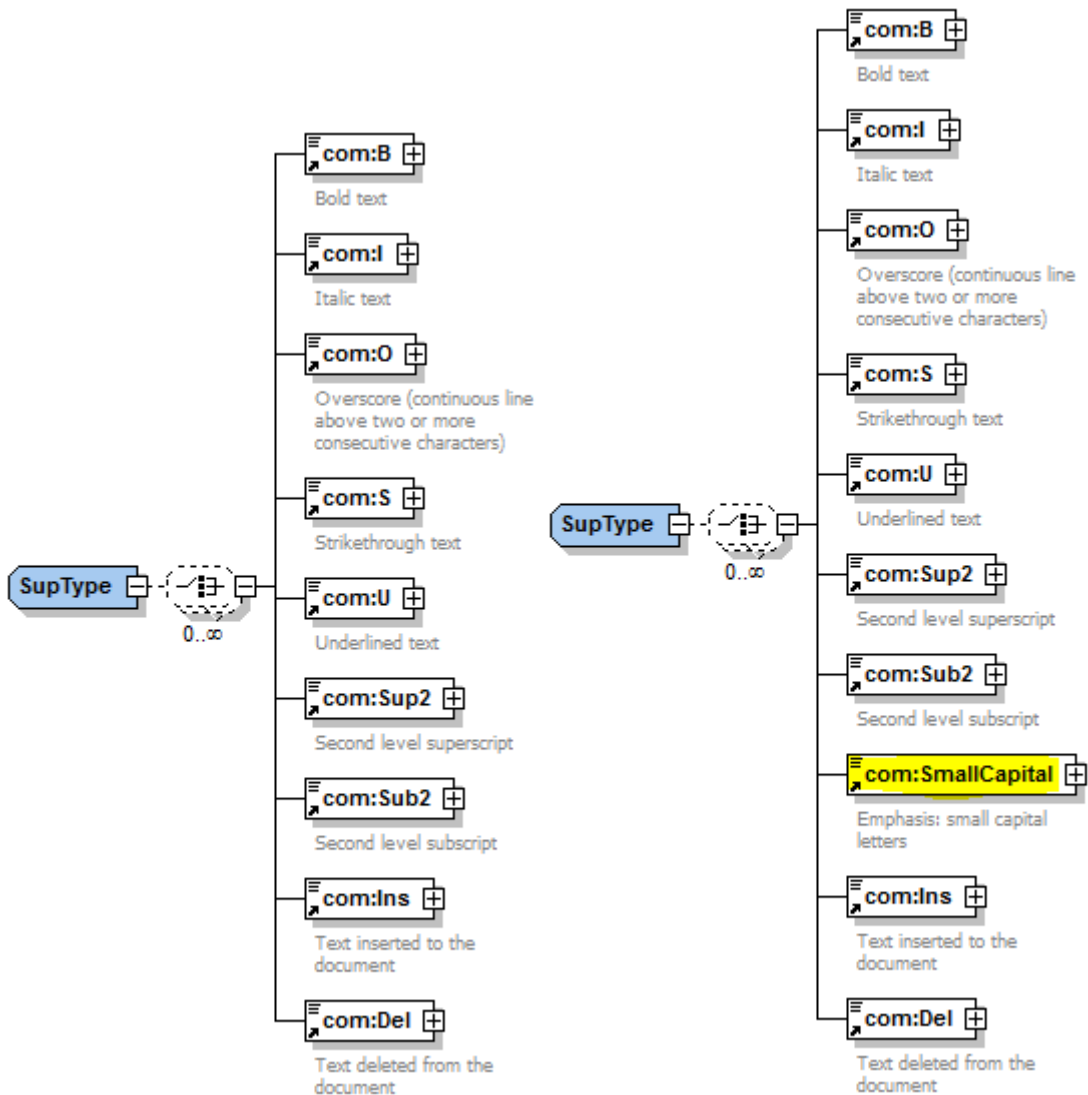 com:B
Bold text
com:I
Italic text
com:O
Overscore (continuous line
above two or more
consecutive characters)
com:S
Strikethrough text
SupType
0..∞
com:U
Underlined text
com:Sup2
Second level superscript
com:Sub2
Second level subscript
com:Ins
Text inserted to the
document
com:Del
Text deleted from the
document
com:B
Bold text
com:I
Italic text
com:O
Overscore (continuous line
above two or more
consecutive characters)
com:S
Strikethrough text
com:U
Underlined text
SupType
0..∞
com:Sup2
Second level superscript
com:Sub2
Second level subscript
com:SmallCapital
Emphasis: small capital
letters
com:Ins
Text inserted to the
document
com:Del
Text deleted from the
document